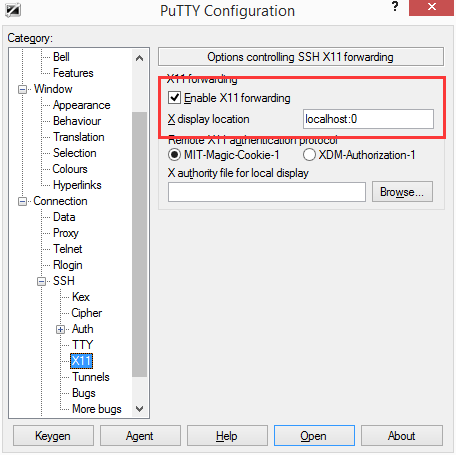 PuTTY Configuration
?
Category:
Bell
Features
Window
Appearance
Behaviour
Translation
Selection
Colours
Hyperlinks
Connection
Data
Proxy
Telnet
Rlogin
SSH
Kex
Cipher
Auth
TTY
X11
Tunnels
Bugs
More bugs
Options controlling SSH X11 forwarding
X11 forwarding
Enable X11 forwarding
X display location
localhost:0
Remote X11 authentication protocol
MIT-Magic-Cookie-1
XDM-Authorization-1
X authority file for local display
Browse...
Keygen
Agent
Help
Open
About